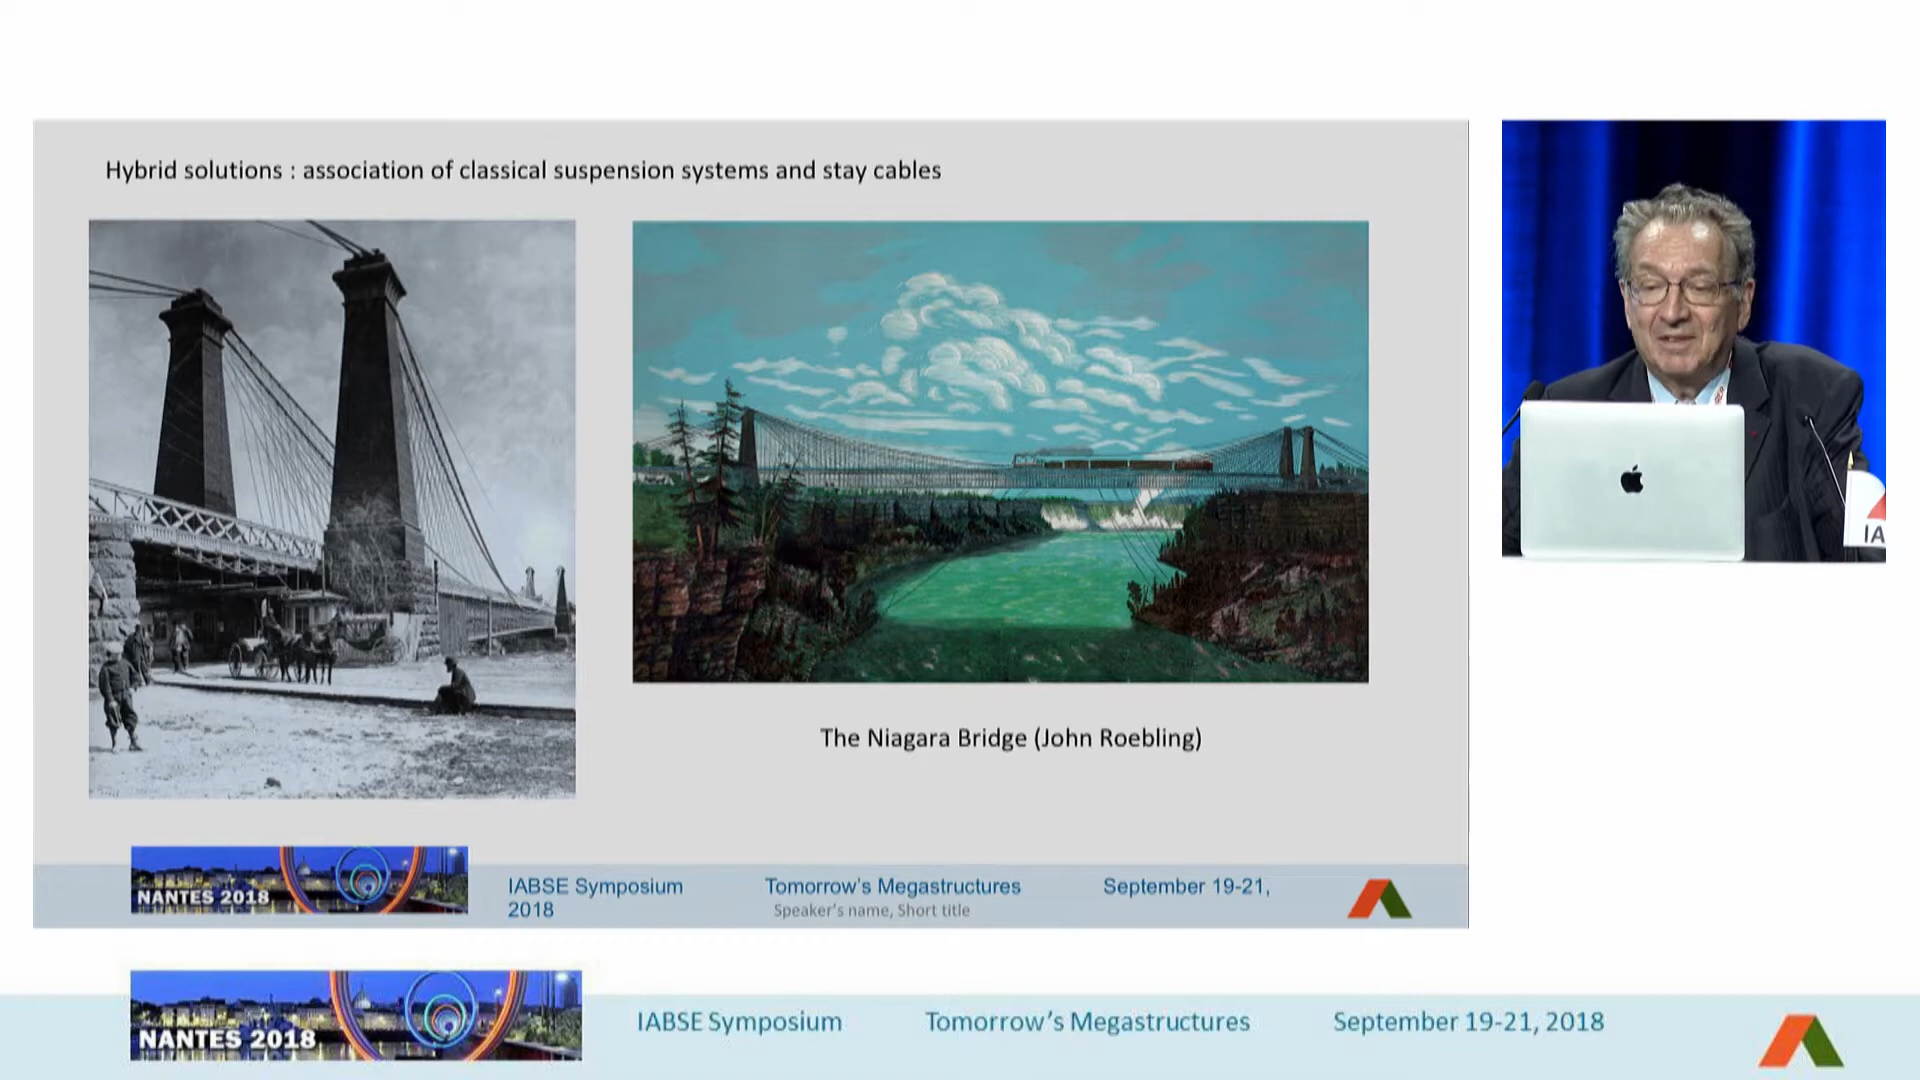 Hybrid solutions : association of classical suspension systems and stay cables
The Niagara Bridge (John Roebling)
NANTES 2018
IABSE Symposium Tomorrow's Megastructures September 19-21,
2018 Speaker's name, Short title
IA
NANTES 2018
IABSE Symposium Tomorrow's Megastructures September 19-21, 2018